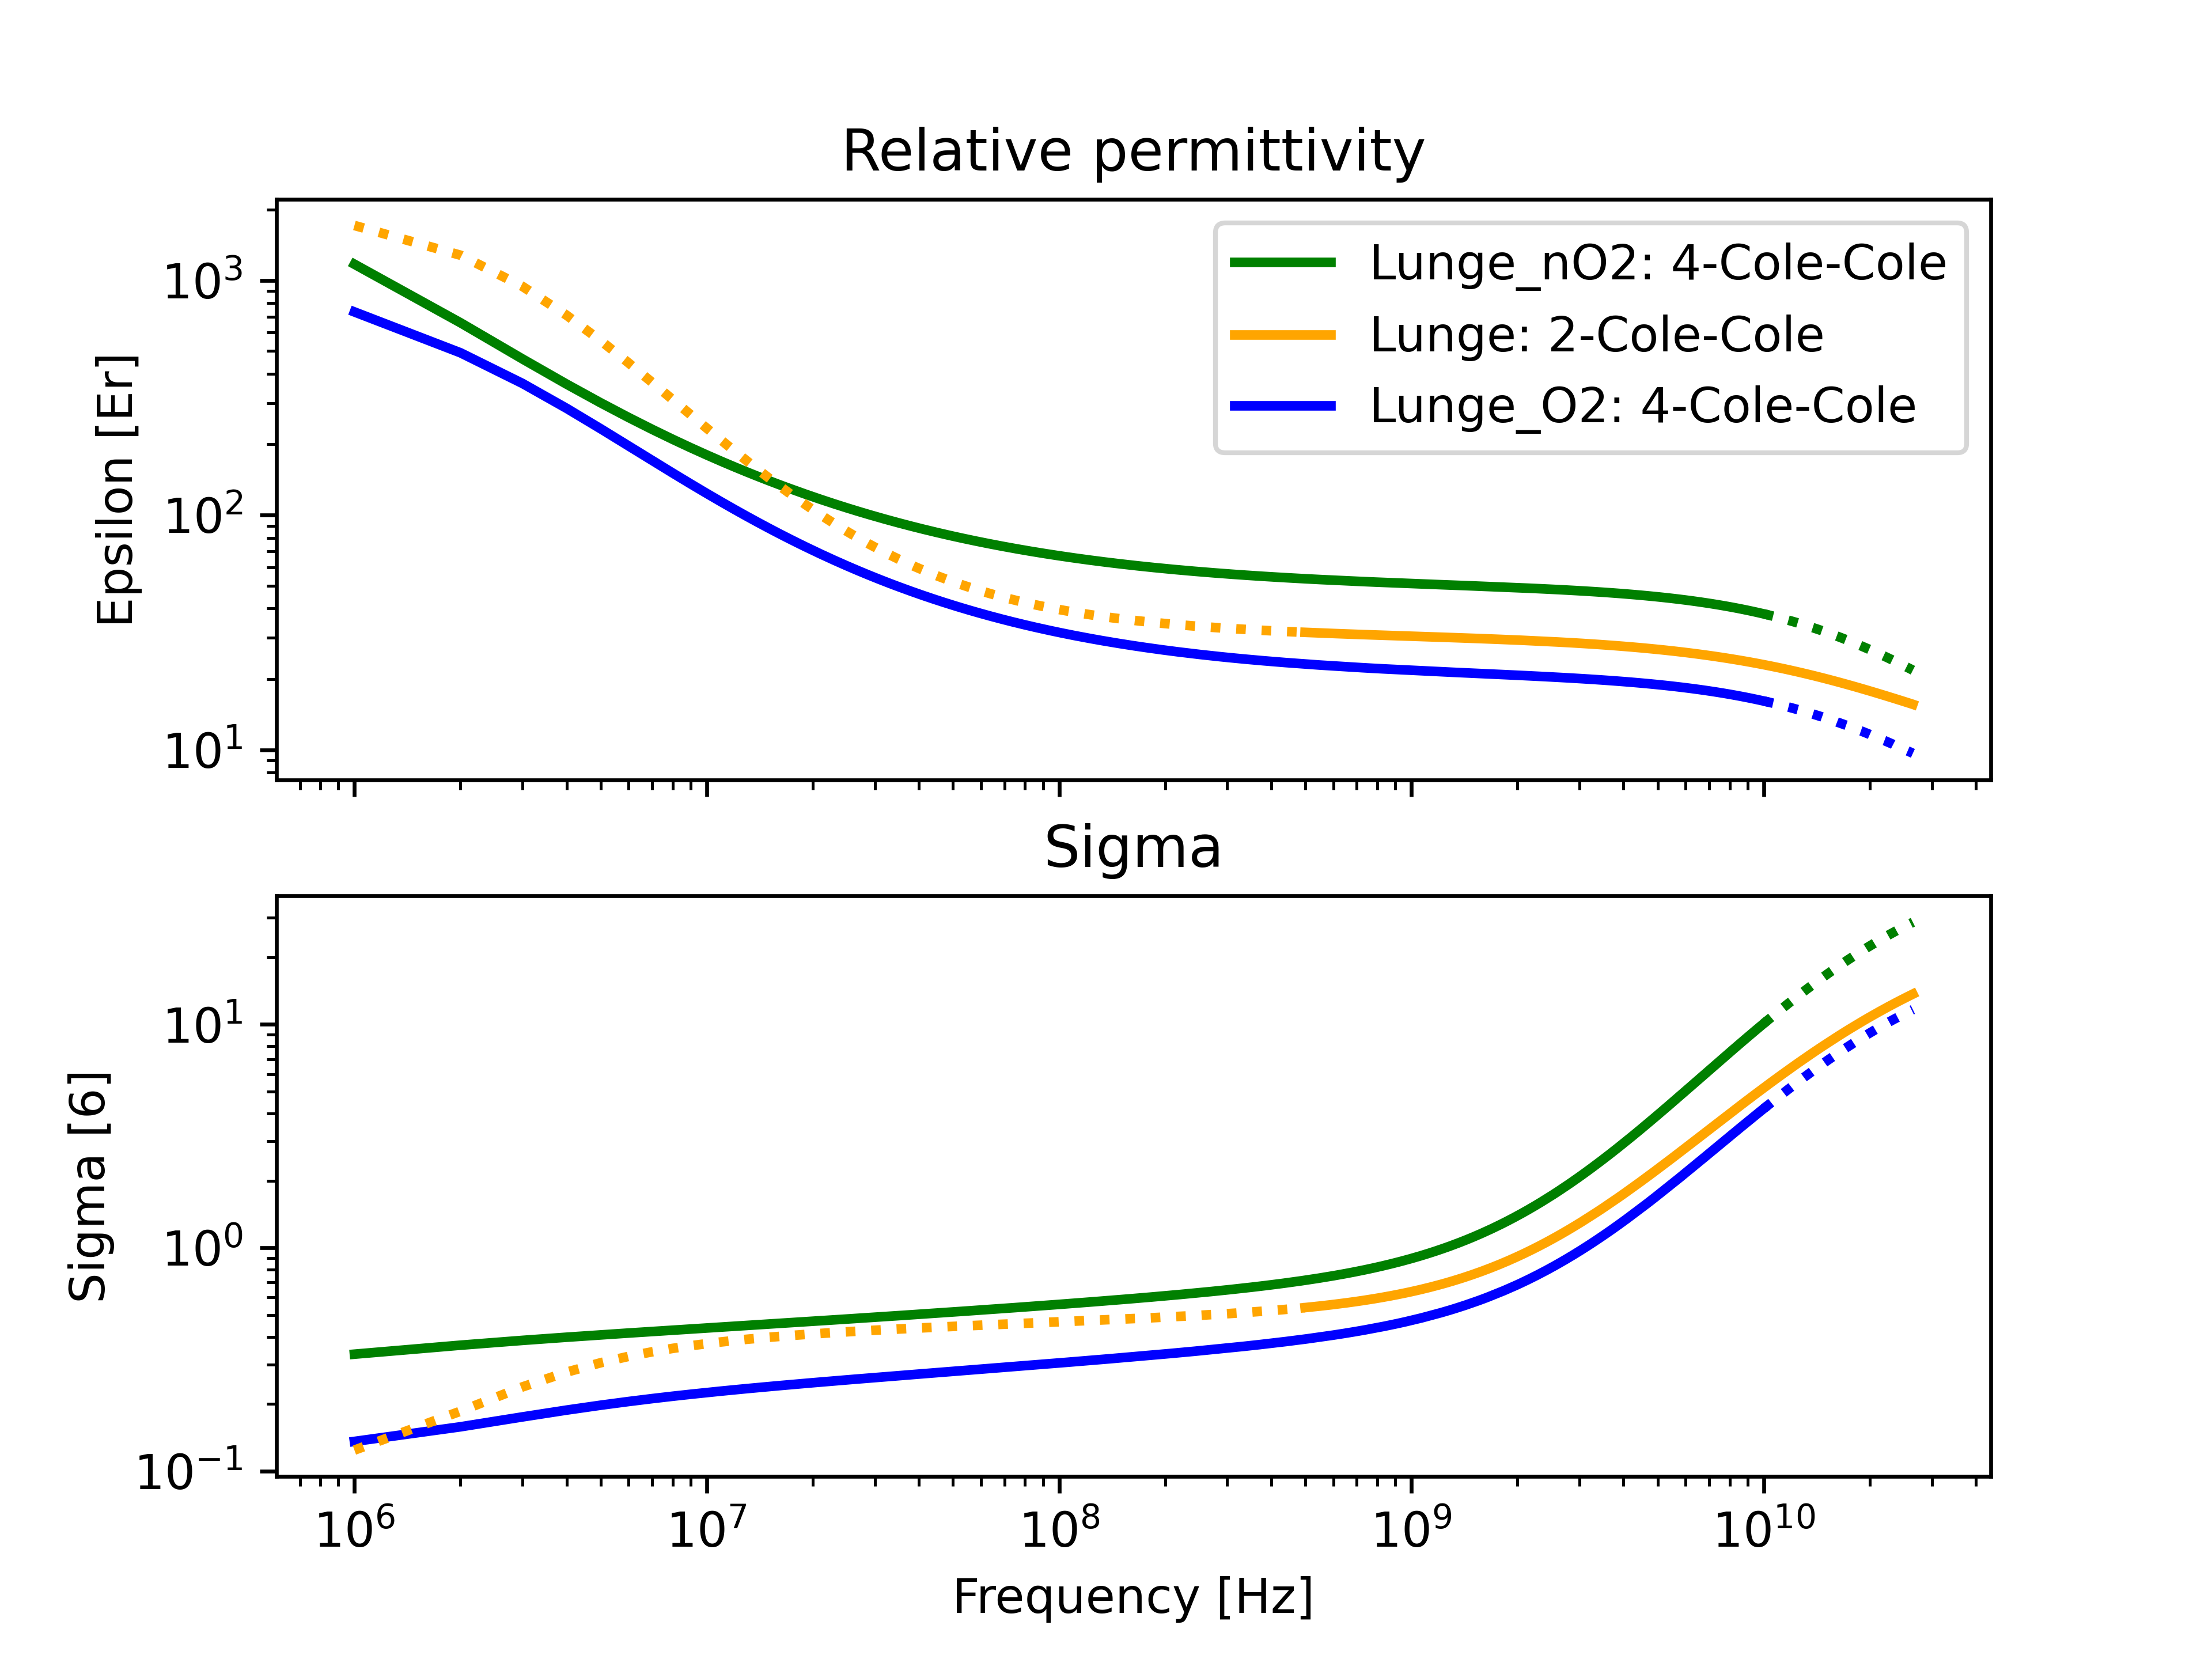 Relative permittivity
Epsilon [Er]
10³
10²
10¹
Lunge_nO2: 4-Cole-Cole
Lunge: 2-Cole-Cole
Lunge_O2: 4-Cole-Cole
Sigma
Sigma [6]
10¹
10⁰
10⁻¹
10⁶ 10⁷ 10⁸ 10⁹ 10¹⁰
Frequency [Hz]